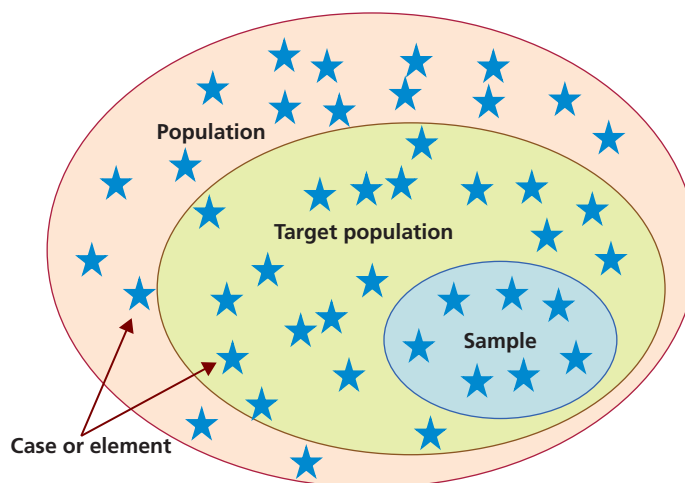 Population
Target population
Sample
Case or element